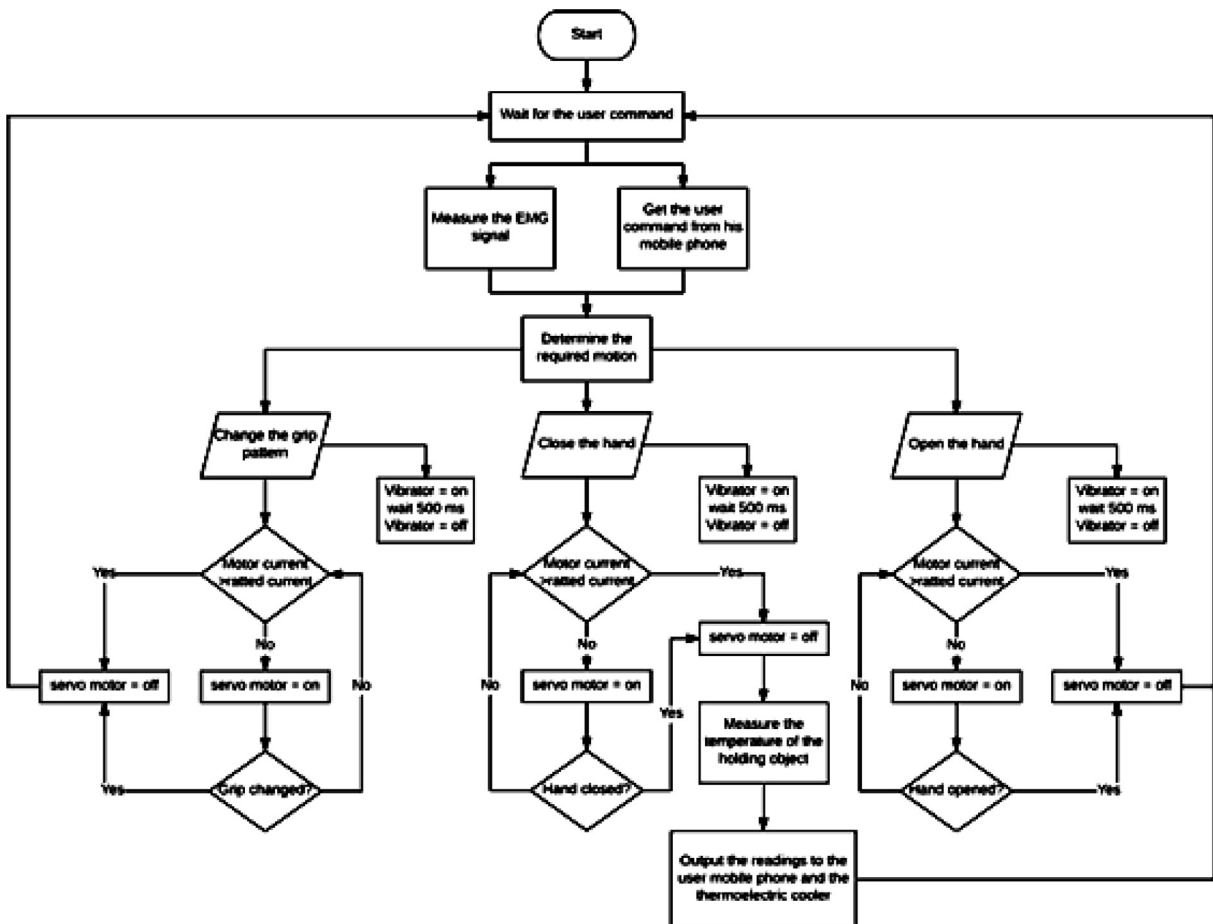 Start
Wait for the user command
Measure the EMG
signal
Get the user
command from his
mobile phone
Determine the
required motion
Change the grip
pattern
Close the hand
Open the hand
Vibrator = on
wait 500 ms
Vibrator = off
Vibrator = on
wait 500 ms
Vibrator = off
Vibrator = on
wait 500 ms
Vibrator = off
Motor current
>ratted current
Yes
No
Motor current
>ratted current
Yes
No
Motor current
>ratted current
Yes
No
servo motor = off
servo motor = on
No
No
servo motor = on
servo motor = off
Yes
No
servo motor = on
servo motor = off
Measure the
temperature of the
holding object
Yes
Grip changed?
Hand closed?
Hand opened?
Yes
Output the readings to the
user mobile phone and the
thermoelectric cooler